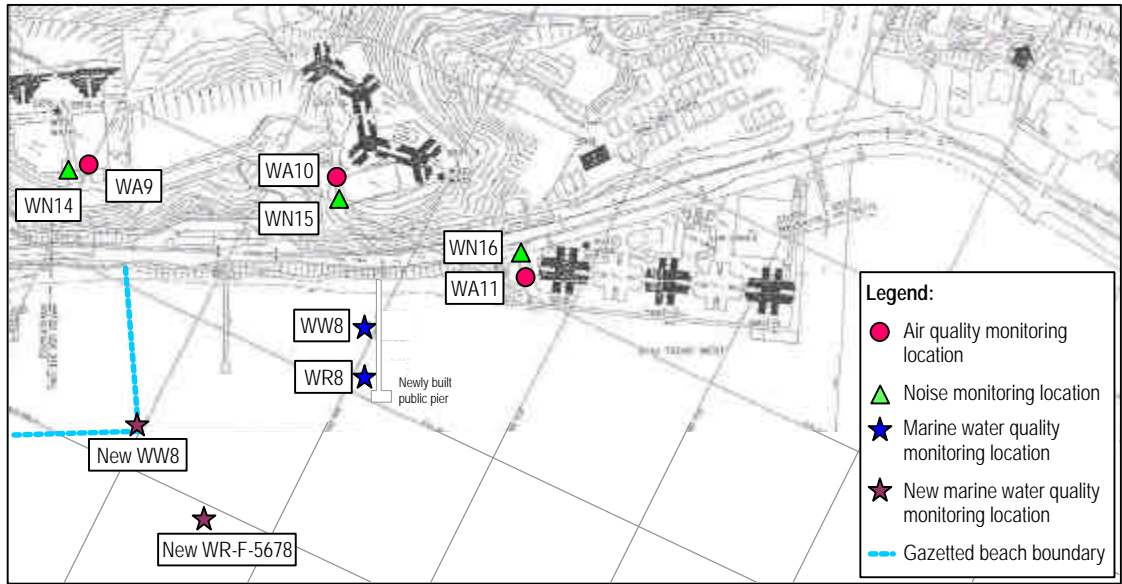 WA9
WN14
WA10
WN15
WN16
WA11
WW8
WR8
Newly built
public pier
New WW8
New WR-F-5678
Legend:
Air quality monitoring
location
Noise monitoring location
Marine water quality
monitoring location
New marine water quality
monitoring location
Gazetted beach boundary